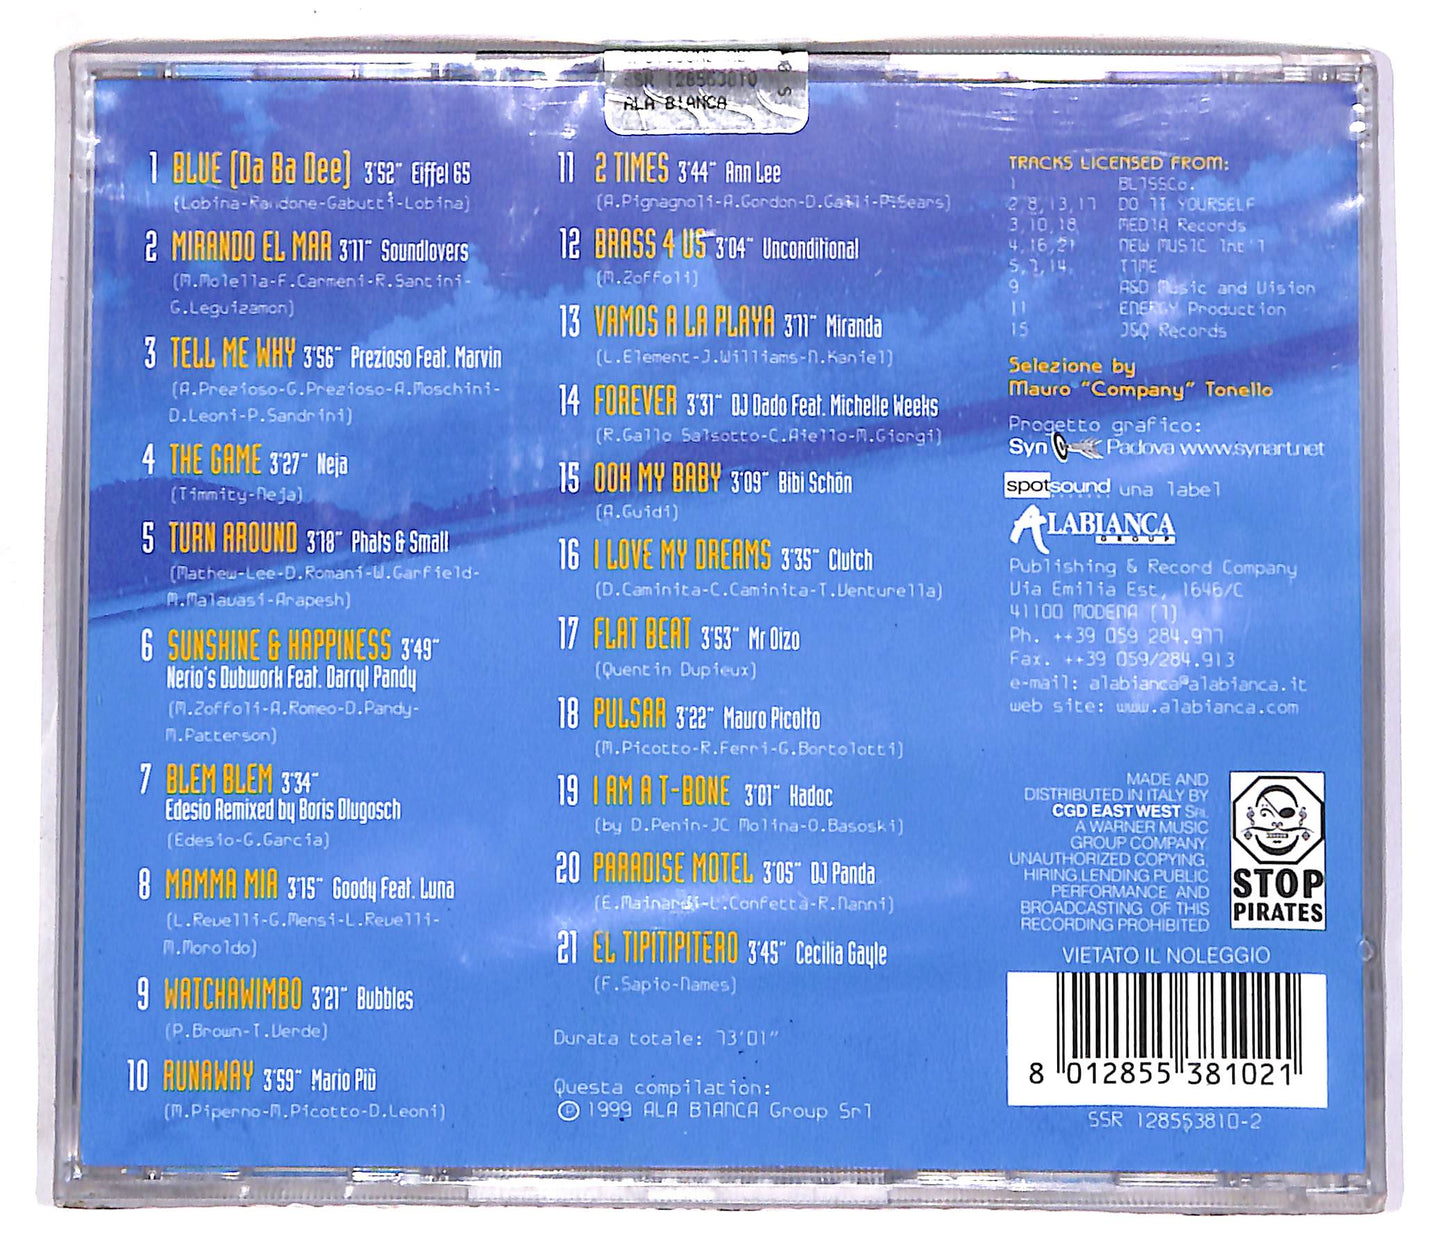 SSR 128553810
ALA BIANCA
1 BLUE (Da Ba Dee) 3'52" Eiffel 65
(Lobina-Randone-Gabutti-Lobina)
2 MIRANDO EL MAR 3'11" Soundlovers
(M.Molella-F.Carmeni-R.Santini-
G.Leguizamon)
3 TELL ME WHY 3'56" Prezioso Feat. Marvin
(A.Prezioso-G.Prezioso-A.Moschini-
D.Leoni-P.Sandrini)
4 THE GAME 3'27" Neja
(Timmity-Neja)
5 TURN AROUND 3'18" Phats & Small
(Mathew-Lee-D.Romani-W.Garfield-
M.Malavasi-Arapesh)
6 SUNSHINE & HAPPINESS 3'49"
Nerio's Dubwork Feat. Darryl Pandy
(M.Zoffoli-A.Romeo-D.Pandy-
M.Patterson)
7 BLEM BLEM 3'34"
Edesio Remixed by Boris Dlugosch
(Edesio-G.Garcia)
8 MAMMA MIA 3'15" Goody Feat. Luna
(L.Revelli-G.Mensi-L.Revelli-
M.Moroldo)
9 WATCHAWIMBO 3'21" Bubbles
(P.Brown-T.Verde)
10 RUNAWAY 3'59" Mario Più
(M.Piperno-M.Picotto-D.Leoni)
11 2 TIMES 3'44" Ann Lee
(A.Pignagnoli-A.Gordon-D.Galli-P.Sears)
12 BRASS 4 US 3'04" Unconditional
(M.Zoffoli)
13 VAMOS A LA PLAYA 3'11" Miranda
(L.Element-J.Williams-N.Kaniel)
14 FOREVER 3'31" DJ Dado Feat. Michelle Weeks
(R.Gallo Salsotto-C.Aiello-M.Giorgi)
15 OOH MY BABY 3'09" Bibi Schön
(A.Guidi)
16 I LOVE MY DREAMS 3'35" Clutch
(D.Caminita-C.Caminita-T.Venturella)
17 FLAT BEAT 3'53" Mr Oizo
(Quentin Dupieux)
18 PULSAR 3'22" Mauro Picotto
(M.Picotto-R.Ferri-G.Bortolotti)
19 I AM A T-BONE 3'01" Hadoc
(by D.Penin-JC Molina-O.Basoski)
20 PARADISE MOTEL 3'05" DJ Panda
(E.Mainardi-L.Confetta-R.Nanni)
21 EL TIPITIPITERO 3'45" Cecilia Gayle
(F.Sapio-Names)
Durata totale: 73'01"
Questa compilation:
Ⓟ 1999 ALA BIANCA Group Srl
TRACKS LICENSED FROM:
1 BLISSCo.
2,8,13,17 DO IT YOURSELF
3,10,18 MEDIA Records
4,16,21 NEW MUSIC Int'l
5,7,14, TIME
9 A&D Music and Vision
11 ENERGY Production
15 J&Q Records
Selezione by
Mauro "Company" Tonello
Progetto grafico:
Syn Padova www.synart.net
spotsound una label
ALABIANCA
GROUP
Publishing & Record Company
Via Emilia Est, 1646/C
41100 MODENA (I)
Ph. ++39 059 284.977
Fax. ++39 059/284.913
e-mail: alabianca@alabianca.it
web site: www.alabianca.com
MADE AND
DISTRIBUTED IN ITALY BY
CGD EAST WEST SRL
A WARNER MUSIC
GROUP COMPANY.
UNAUTHORIZED COPYING,
HIRING, LENDING PUBLIC
PERFORMANCE AND
BROADCASTING OF THIS
RECORDING PROHIBITED
STOP
PIRATES
VIETATO IL NOLEGGIO
8 012855 381021
SSR 128553810-2